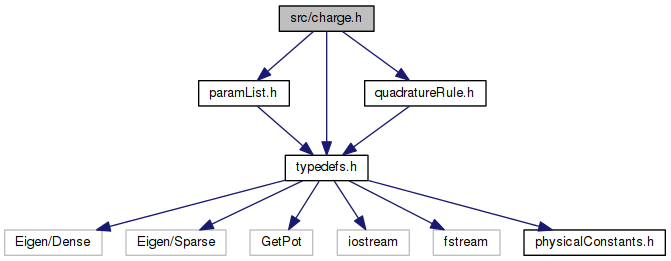 src/charge.h
paramList.h
quadratureRule.h
typedefs.h
Eigen/Dense
Eigen/Sparse
GetPot
iostream
fstream
physicalConstants.h